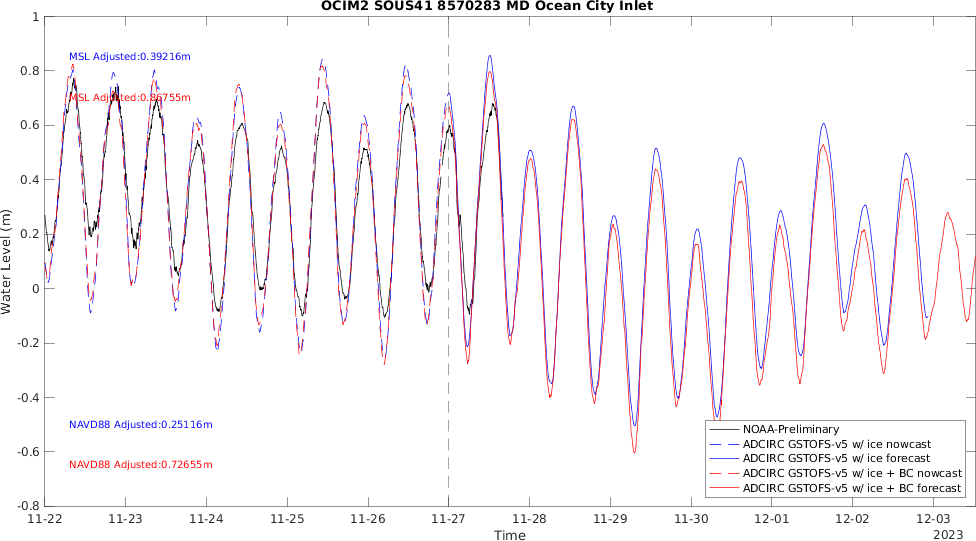 OCIM2 SOUS41 8570283 MD Ocean City Inlet
1
0.8
0.6
0.4
0.2
0
-0.2
-0.4
-0.6
-0.8
Water Level (m)
MSL Adjusted:0.39216m
MSL Adjusted:0.86755m
NAVD88 Adjusted:0.25116m
NAVD88 Adjusted:0.72655m
NOAA-Preliminary
ADCIRC GSTOFS-v5 w/ ice nowcast
ADCIRC GSTOFS-v5 w/ ice forecast
ADCIRC GSTOFS-v5 w/ ice + BC nowcast
ADCIRC GSTOFS-v5 w/ ice + BC forecast
11-22 11-23 11-24 11-25 11-26 11-27 11-28 11-29 11-30 12-01 12-02 12-03
Time
2023